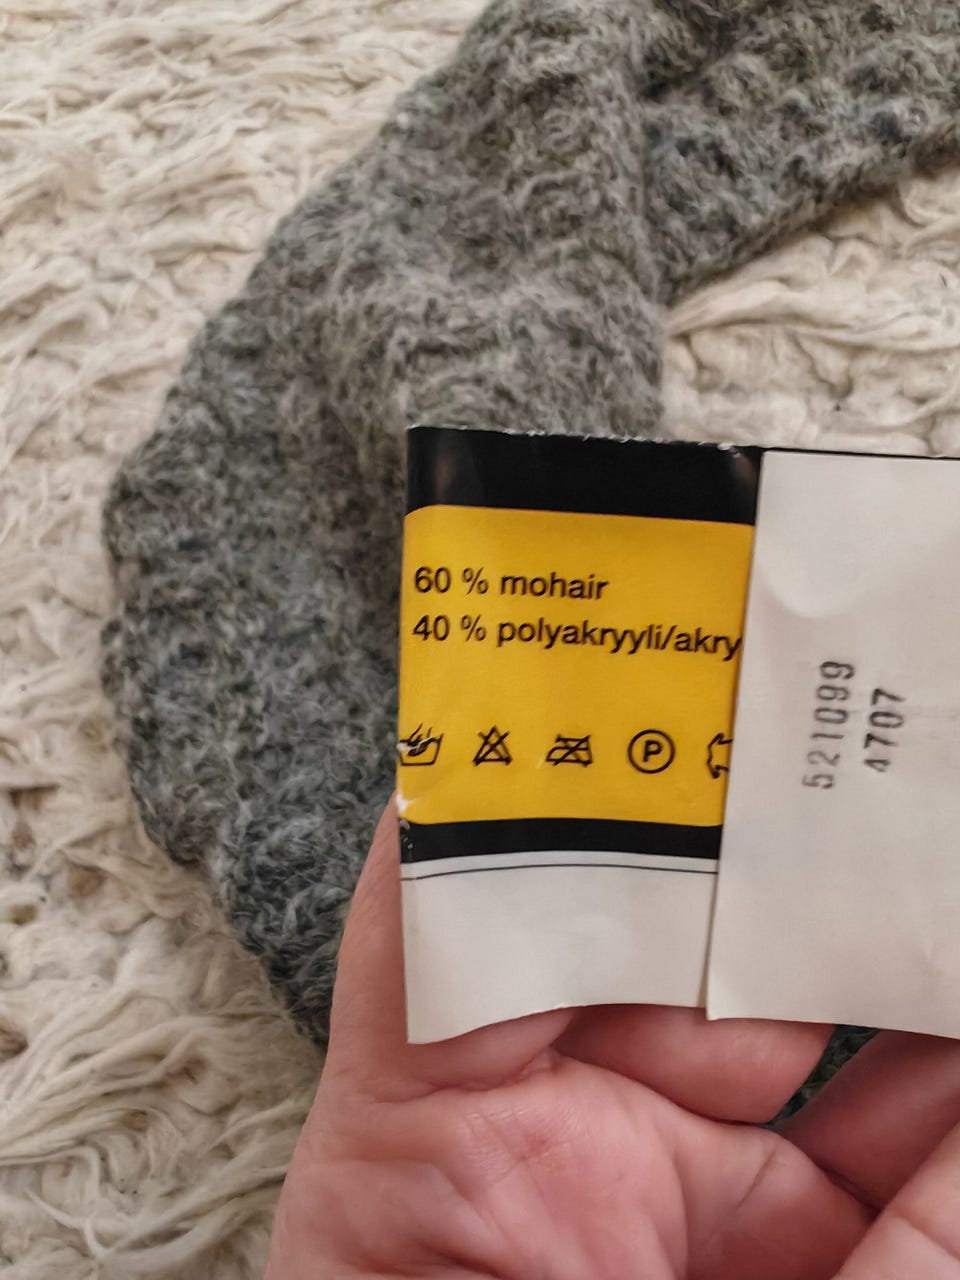 60 % mohair
40 % polyakryyli/akry
P
521099
4707